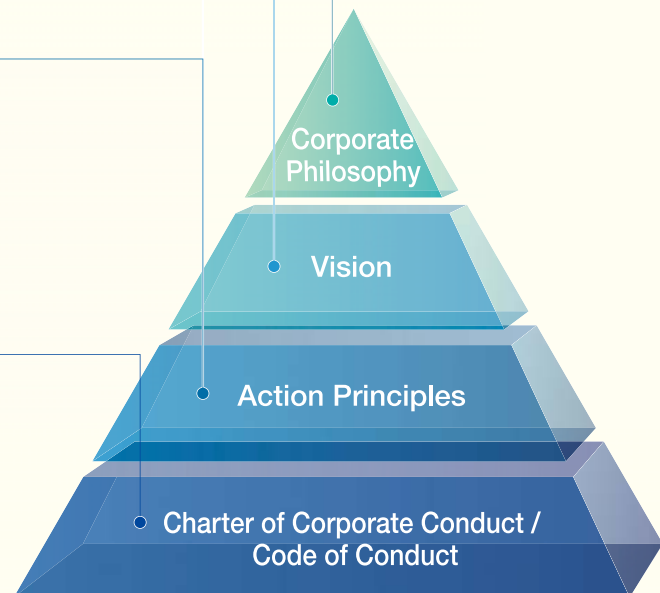 Corporate
Philosophy
Vision
Action Principles
Charter of Corporate Conduct /
Code of Conduct